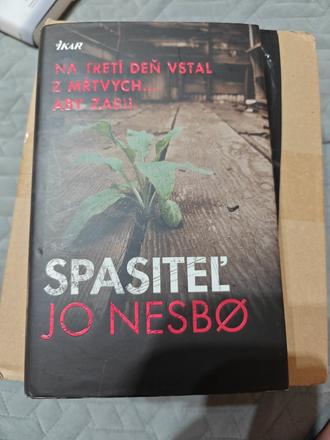 IKAR
NA TRETÍ DEŇ VSTAL
Z MŔTVYCH...
ABY ZABIL
SPASITEĽ
JO NESBØ